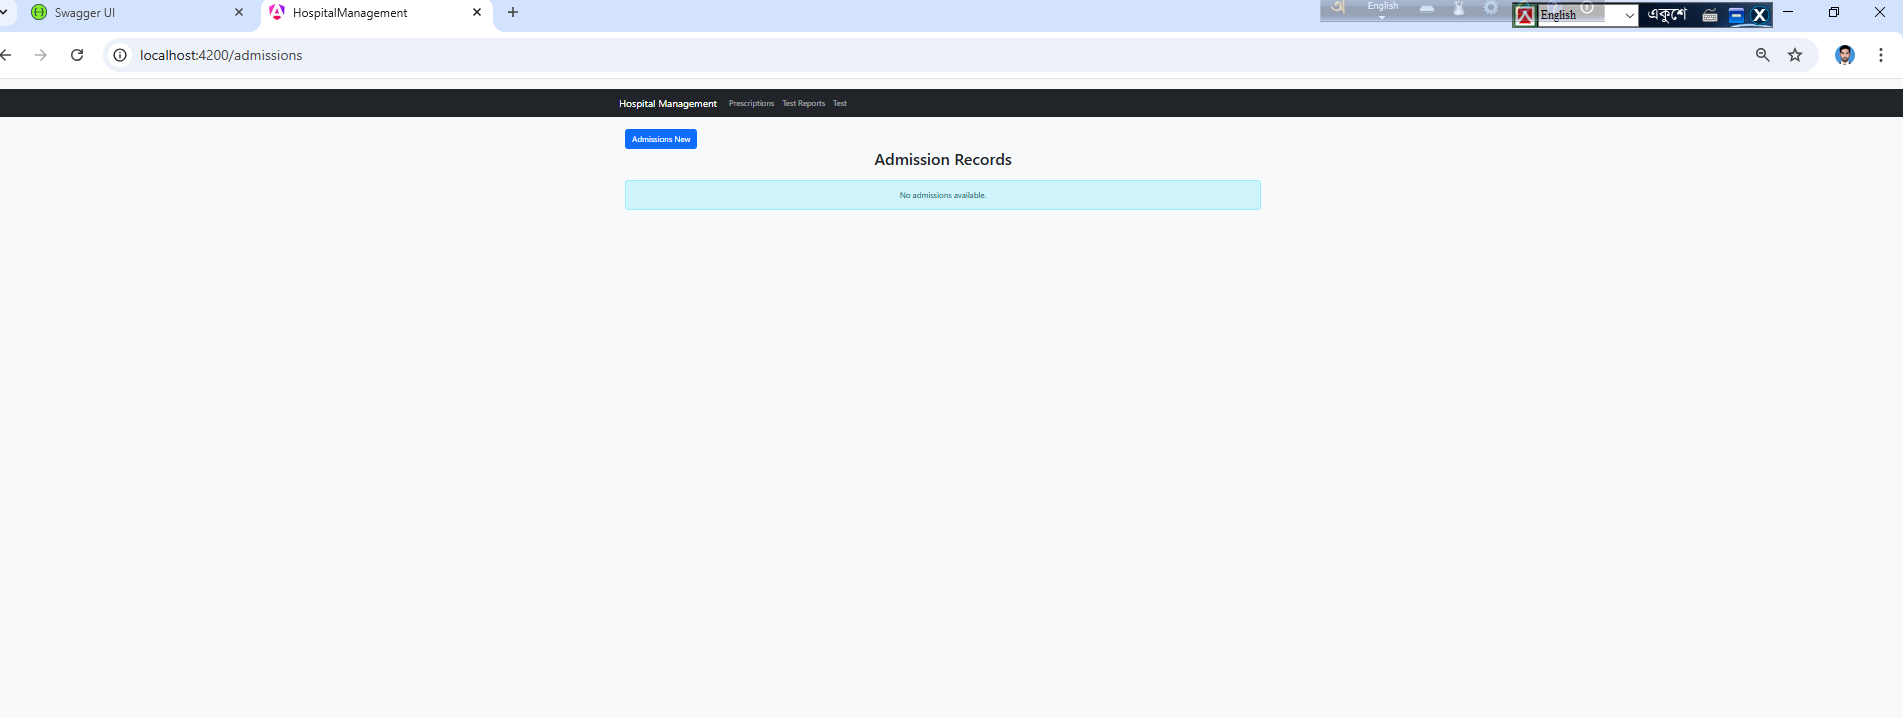 Swagger UI
HospitalManagement
English
English
একুশে
localhost:4200/admissions
Hospital Management Prescriptions Test Reports Test
Admissions New
Admission Records
No admissions available.